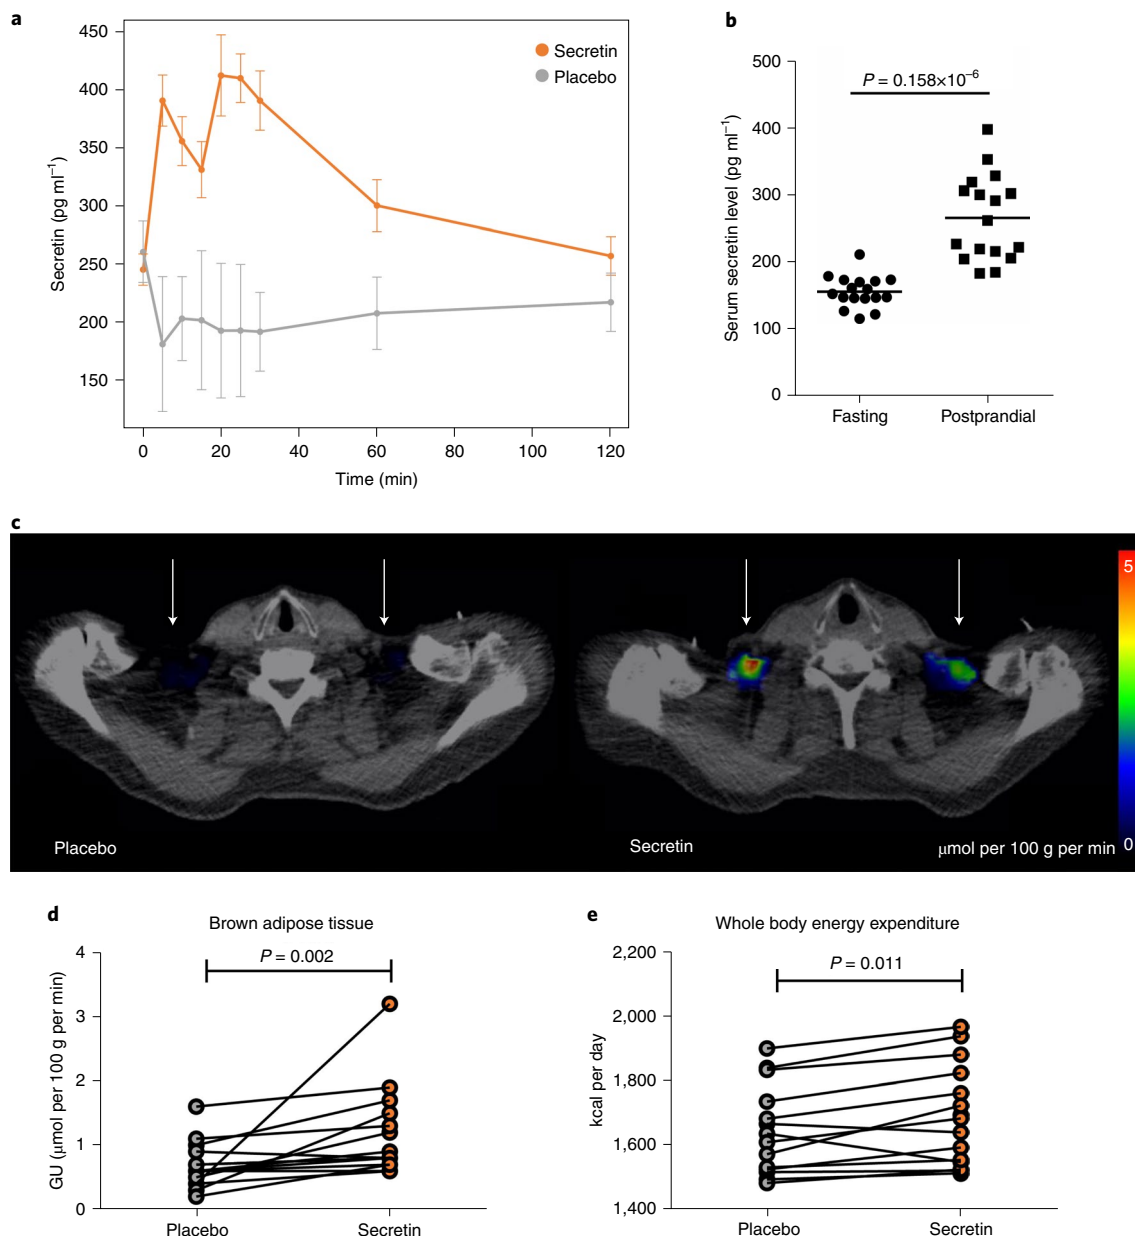 a
450
400
350
300
250
200
150
Secretin (pg ml⁻¹)
Secretin
Placebo
0
20
40
60
80
100
120
Time (min)
b
500
400
300
200
100
0
Serum secretin level (pg ml⁻¹)
P = 0.158×10⁻⁶
Fasting
Postprandial
c
5
0
Placebo
Secretin
μmol per 100 g per min
d
Brown adipose tissue
P = 0.002
4
3
2
1
0
GU (μmol per 100 g per min)
Placebo
Secretin
e
Whole body energy expenditure
P = 0.011
2,200
2,000
1,800
1,600
1,400
kcal per day
Placebo
Secretin